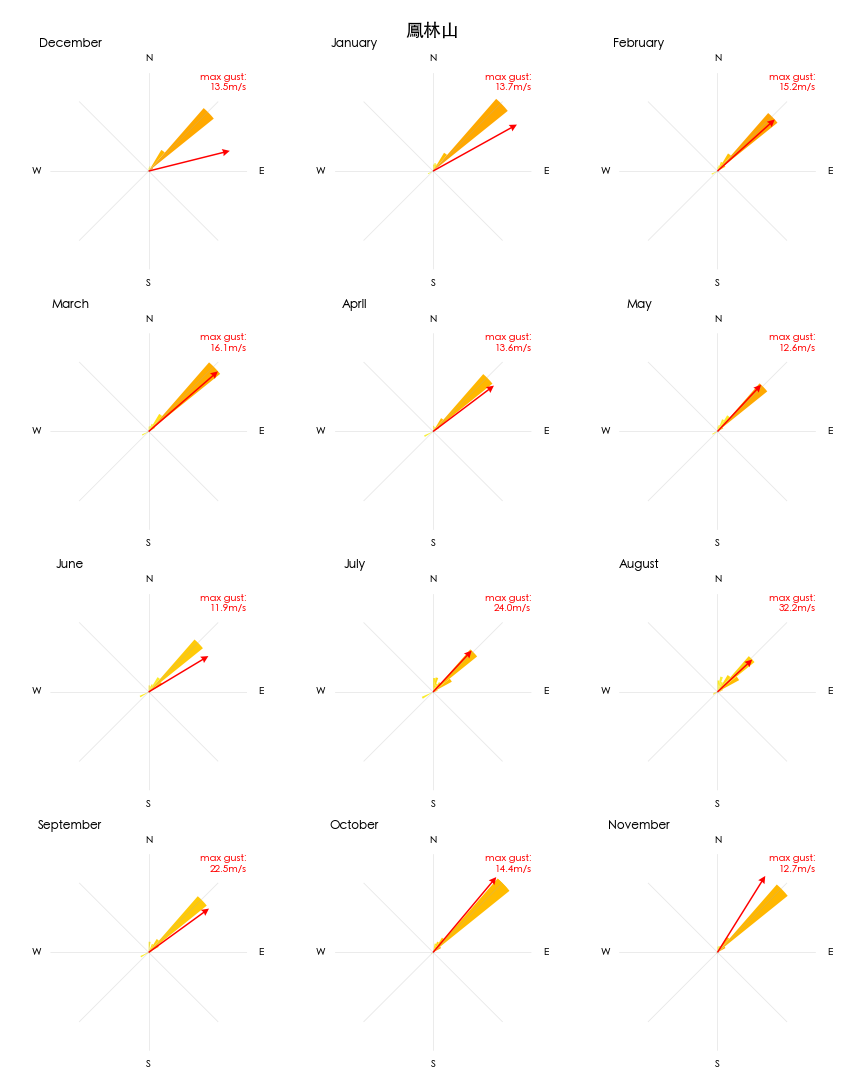 鳳林山
December
N
max gust:
13.5m/s
W
E
S
January
N
max gust:
13.7m/s
W
E
S
February
N
max gust:
15.2m/s
W
E
S
March
N
max gust:
16.1m/s
W
E
S
April
N
max gust:
13.6m/s
W
E
S
May
N
max gust:
12.6m/s
W
E
S
June
N
max gust:
11.9m/s
W
E
S
July
N
max gust:
24.0m/s
W
E
S
August
N
max gust:
32.2m/s
W
E
S
September
N
max gust:
22.5m/s
W
E
S
October
N
max gust:
14.4m/s
W
E
S
November
N
max gust:
12.7m/s
W
E
S